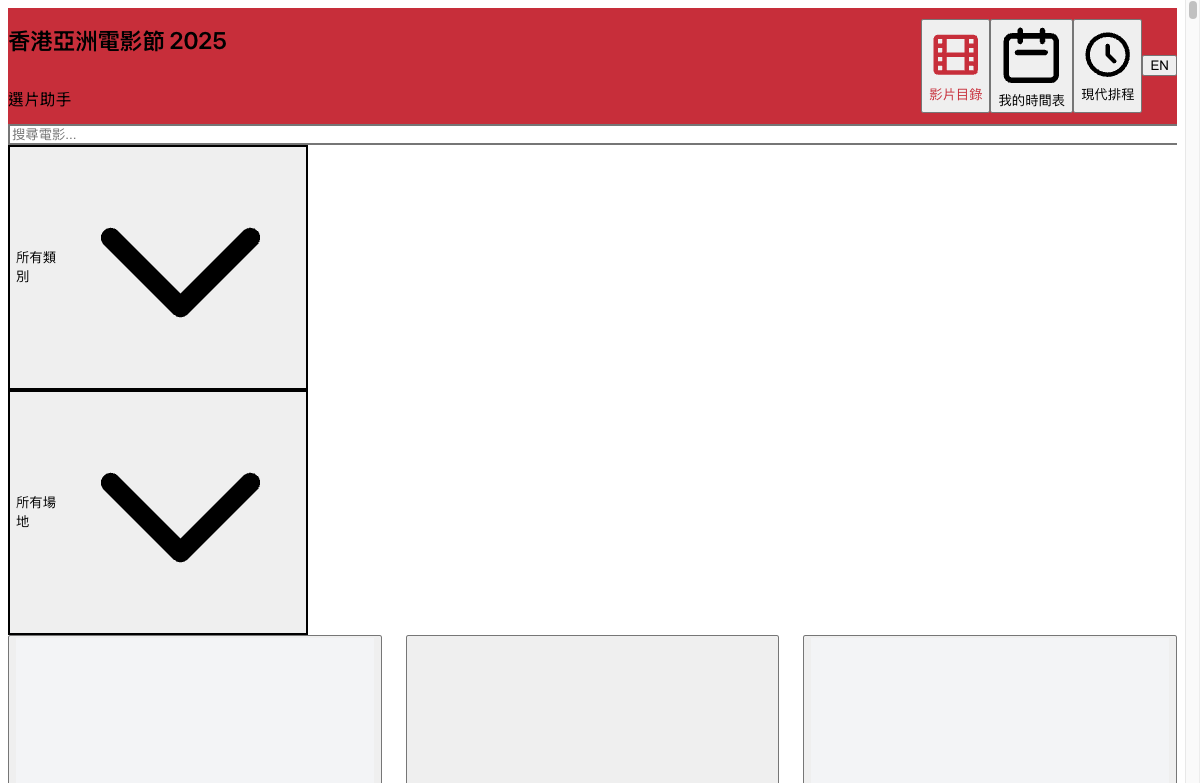 香港亞洲電影節 2025
選片助手
影片目錄
我的時間表
現代排程
EN
搜尋電影...
所有類
別
所有場
地